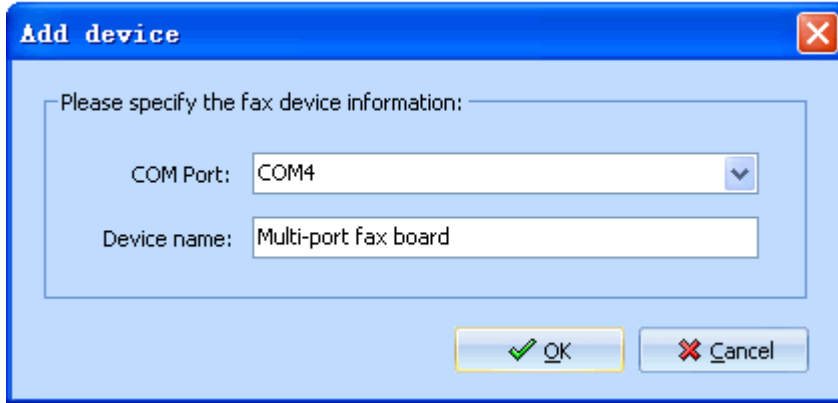 Add device
Please specify the fax device information:
COM Port: COM4
Device name: Multi-port fax board
OK Cancel